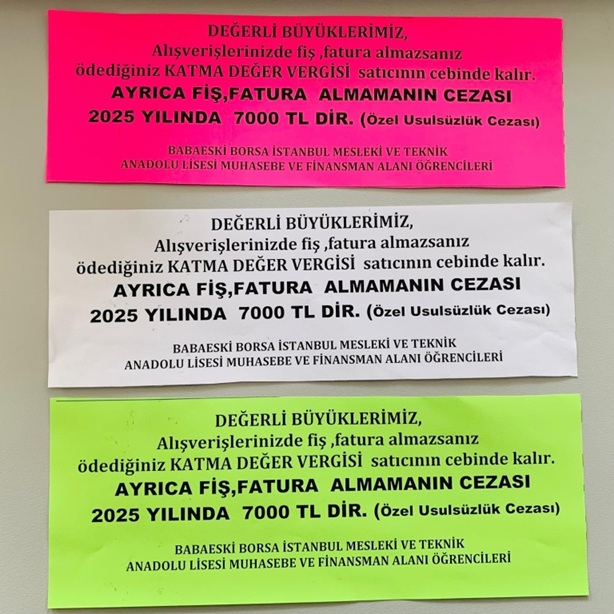 DEĞERLİ BÜYÜKLERİMİZ,
Alışverişlerinizde fiş ,fatura almazsanız
ödediğiniz KATMA DEĞER VERGİSİ satıcının cebinde kalır.
AYRICA FİŞ,FATURA ALMAMANIN CEZASI
2025 YILINDA 7000 TL DİR. (Özel Usulsüzlük Cezası)
BABAESKİ BORSA İSTANBUL MESLEKİ VE TEKNİK
ANADOLU LİSESİ MUHASEBE VE FİNANSMAN ALANI ÖĞRENCİLERİ
DEĞERLİ BÜYÜKLERİMİZ,
Alışverişlerinizde fiş ,fatura almazsanız
ödediğiniz KATMA DEĞER VERGİSİ satıcının cebinde kalır.
AYRICA FİŞ,FATURA ALMAMANIN CEZASI
2025 YILINDA 7000 TL DİR. (Özel Usulsüzlük Cezası)
BABAESKİ BORSA İSTANBUL MESLEKİ VE TEKNİK
ANADOLU LİSESİ MUHASEBE VE FİNANSMAN ALANI ÖĞRENCİLERİ
DEĞERLİ BÜYÜKLERİMİZ,
Alışverişlerinizde fiş ,fatura almazsanız
ödediğiniz KATMA DEĞER VERGİSİ satıcının cebinde kalır.
AYRICA FİŞ,FATURA ALMAMANIN CEZASI
2025 YILINDA 7000 TL DİR. (Özel Usulsüzlük Cezası)
BABAESKİ BORSA İSTANBUL MESLEKİ VE TEKNİK
ANADOLU LİSESİ MUHASEBE VE FİNANSMAN ALANI ÖĞRENCİLERİ